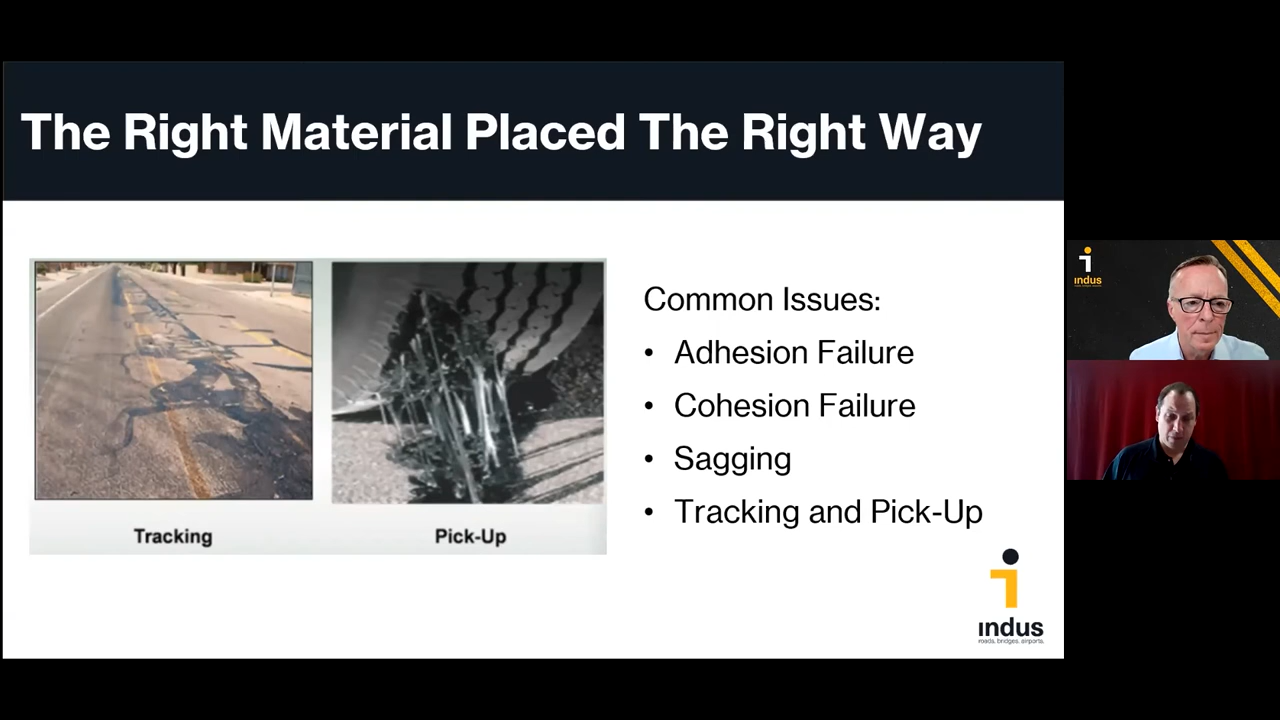 The Right Material Placed The Right Way
Tracking
Pick-Up
Common Issues:
• Adhesion Failure
• Cohesion Failure
• Sagging
• Tracking and Pick-Up
indus
roads. bridges. airports.
indus